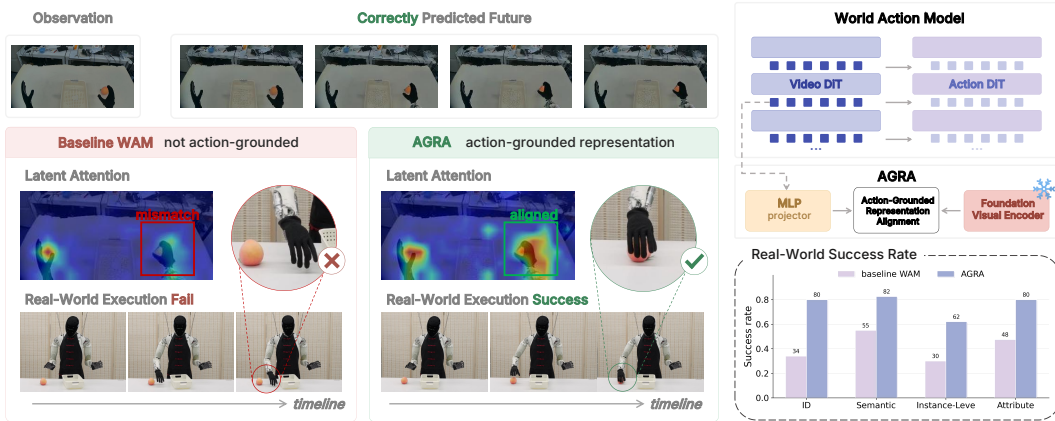 Observation
Correctly Predicted Future
Baseline WAM not action-grounded
Latent Attention
mismatch
Real-World Execution Fail
timeline
AGRA action-grounded representation
Latent Attention
aligned
Real-World Execution Success
timeline
World Action Model
Video DiT
Action DiT
...
...
AGRA
MLP
projector
Action-Grounded
Representation
Alignment
Foundation
Visual Encoder
Real-World Success Rate
baseline WAM
AGRA
Success rate
0.8
0.6
0.4
0.2
0.0
34
80
55
82
30
62
48
80
ID
Semantic
Instance-Leve
Attribute